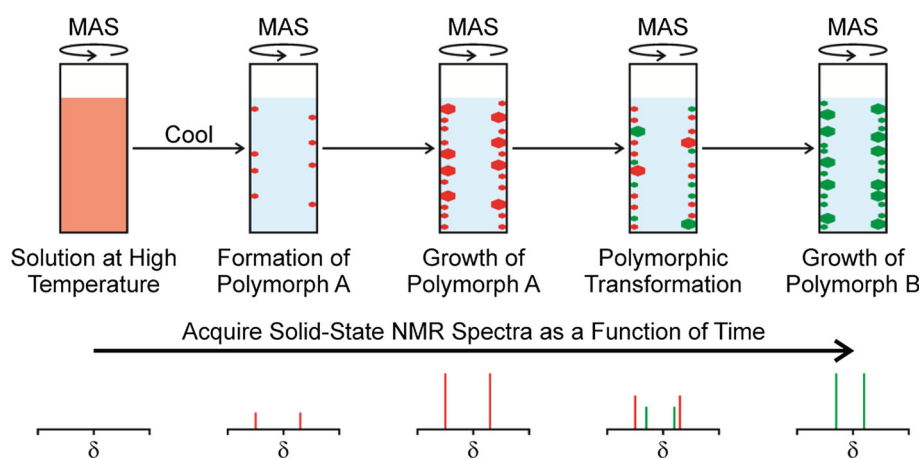 MAS MAS MAS MAS MAS
Cool
Solution at High Formation of Growth of Polymorphic Growth of
Temperature Polymorph A Polymorph A Transformation Polymorph B
Acquire Solid-State NMR Spectra as a Function of Time
δ δ δ δ δ